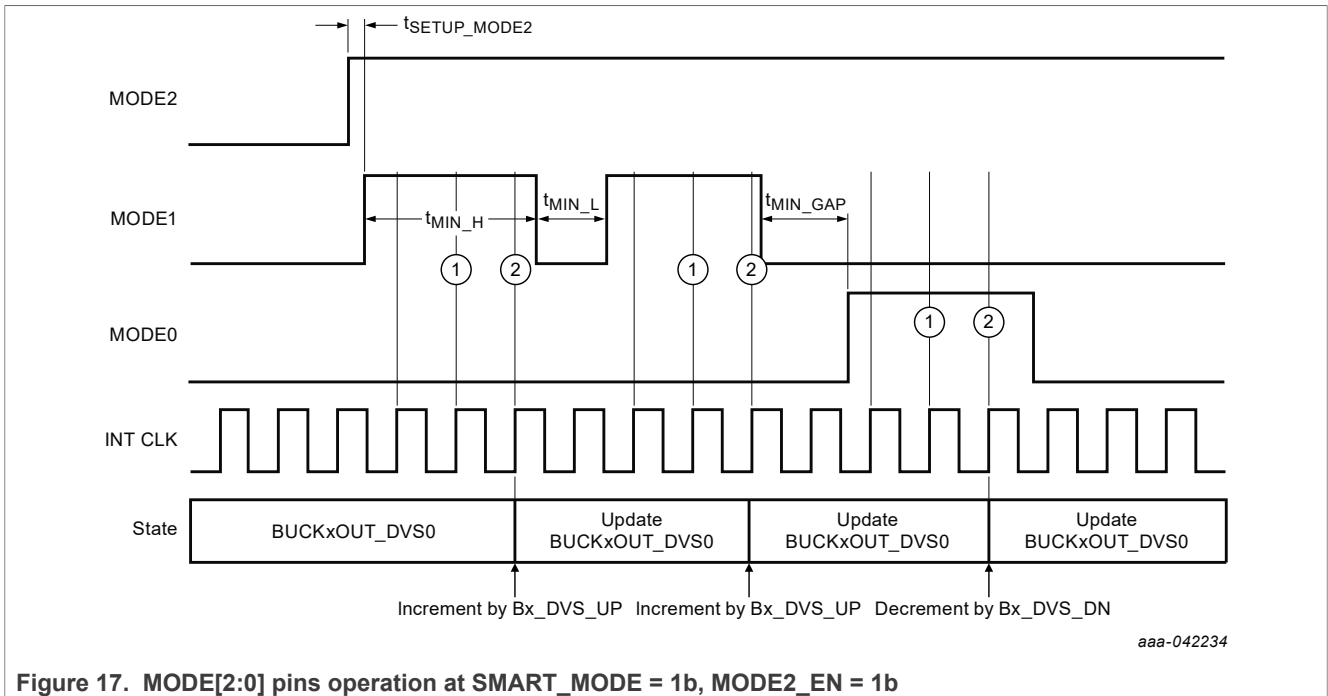 tSETUP_MODE2
MODE2
MODE1
tMIN_H
tMIN_L
tMIN_GAP
1
2
1
2
MODE0
1
2
INT CLK
State
BUCKxOUT_DVS0
Update
BUCKxOUT_DVS0
Update
BUCKxOUT_DVS0
Update
BUCKxOUT_DVS0
Increment by Bx_DVS_UP
Increment by Bx_DVS_UP
Decrement by Bx_DVS_DN
aaa-042234
Figure 17. MODE[2:0] pins operation at SMART_MODE = 1b, MODE2_EN = 1b